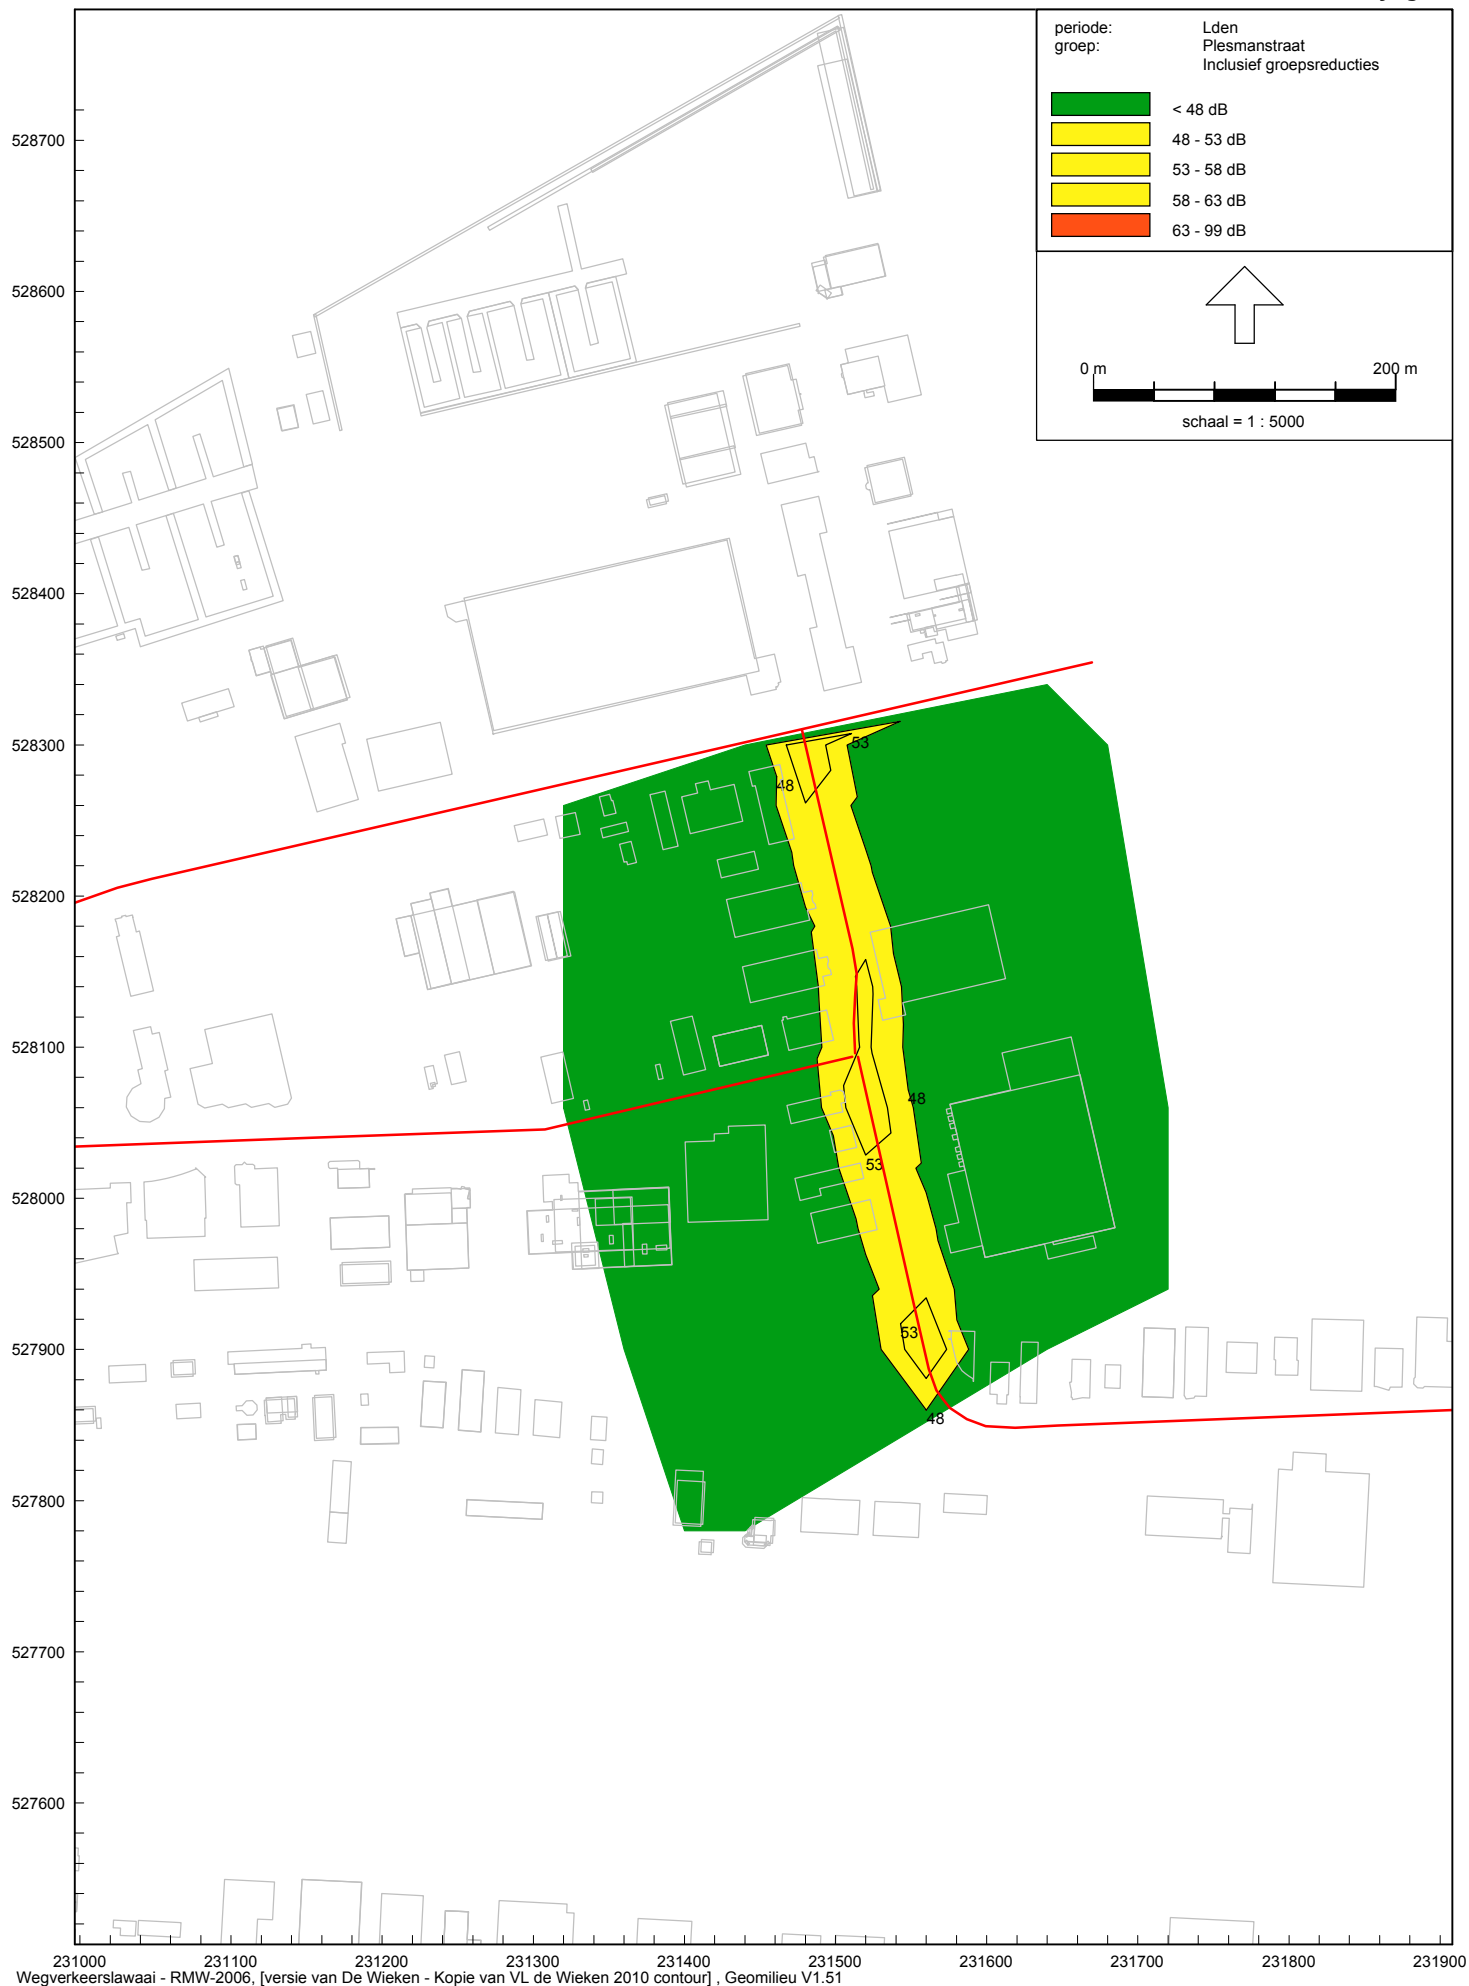 periode: Lden
groep: Plesmanstraat
Inclusief groepsreducties
< 48 dB
48 - 53 dB
53 - 58 dB
58 - 63 dB
63 - 99 dB
0 m 200 m
schaal = 1 : 5000
528700
528600
528500
528400
528300
528200
528100
528000
527900
527800
527700
527600
53
48
48
53
53
48
231000 231100 231200 231300 231400 231500 231600 231700 231800 231900
Wegverkeerslawaai - RMW-2006, [versie van De Wieken - Kopie van VL de Wieken 2010 contour] , Geomilieu V1.51